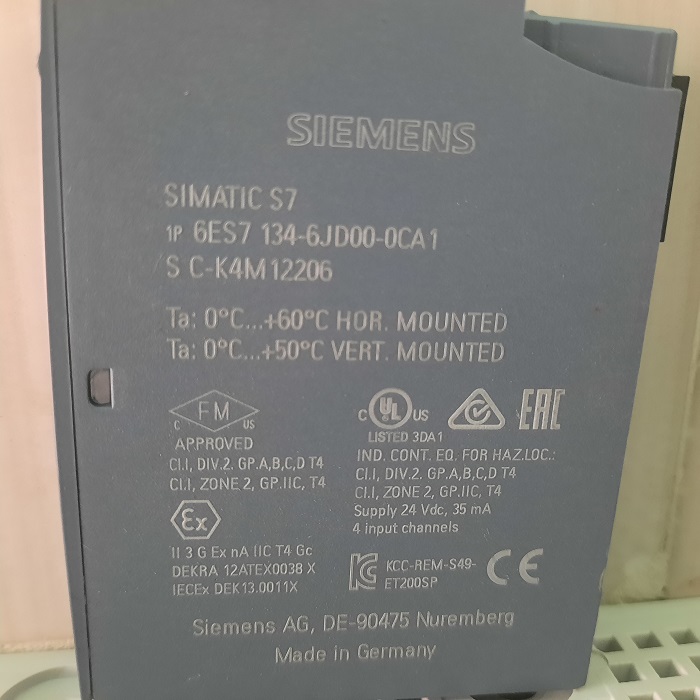 SIEMENS
SIMATIC S7
1P 6ES7 134-6JD00-0CA1
S C-K4M12206
Ta: 0°C...+60°C HOR. MOUNTED
Ta: 0°C...+50°C VERT. MOUNTED
FM
C US
APPROVED
CI.I, DIV.2. GP.A,B,C,D T4
CI.I, ZONE 2, GP.IIC, T4
Ex
II 3 G Ex nA IIC T4 Gc
DEKRA 12ATEX0038 X
IECEx DEK13.0011X
C UL US
LISTED 3DA1
EAC
IND. CONT. EQ. FOR HAZ.LOC.:
CI.I, DIV.2. GP.A,B,C,D T4
CI.I, ZONE 2, GP.IIC, T4
Supply 24 Vdc, 35 mA
4 input channels
KCC-REM-S49-
ET200SP
CE
Siemens AG, DE-90475 Nuremberg
Made in Germany